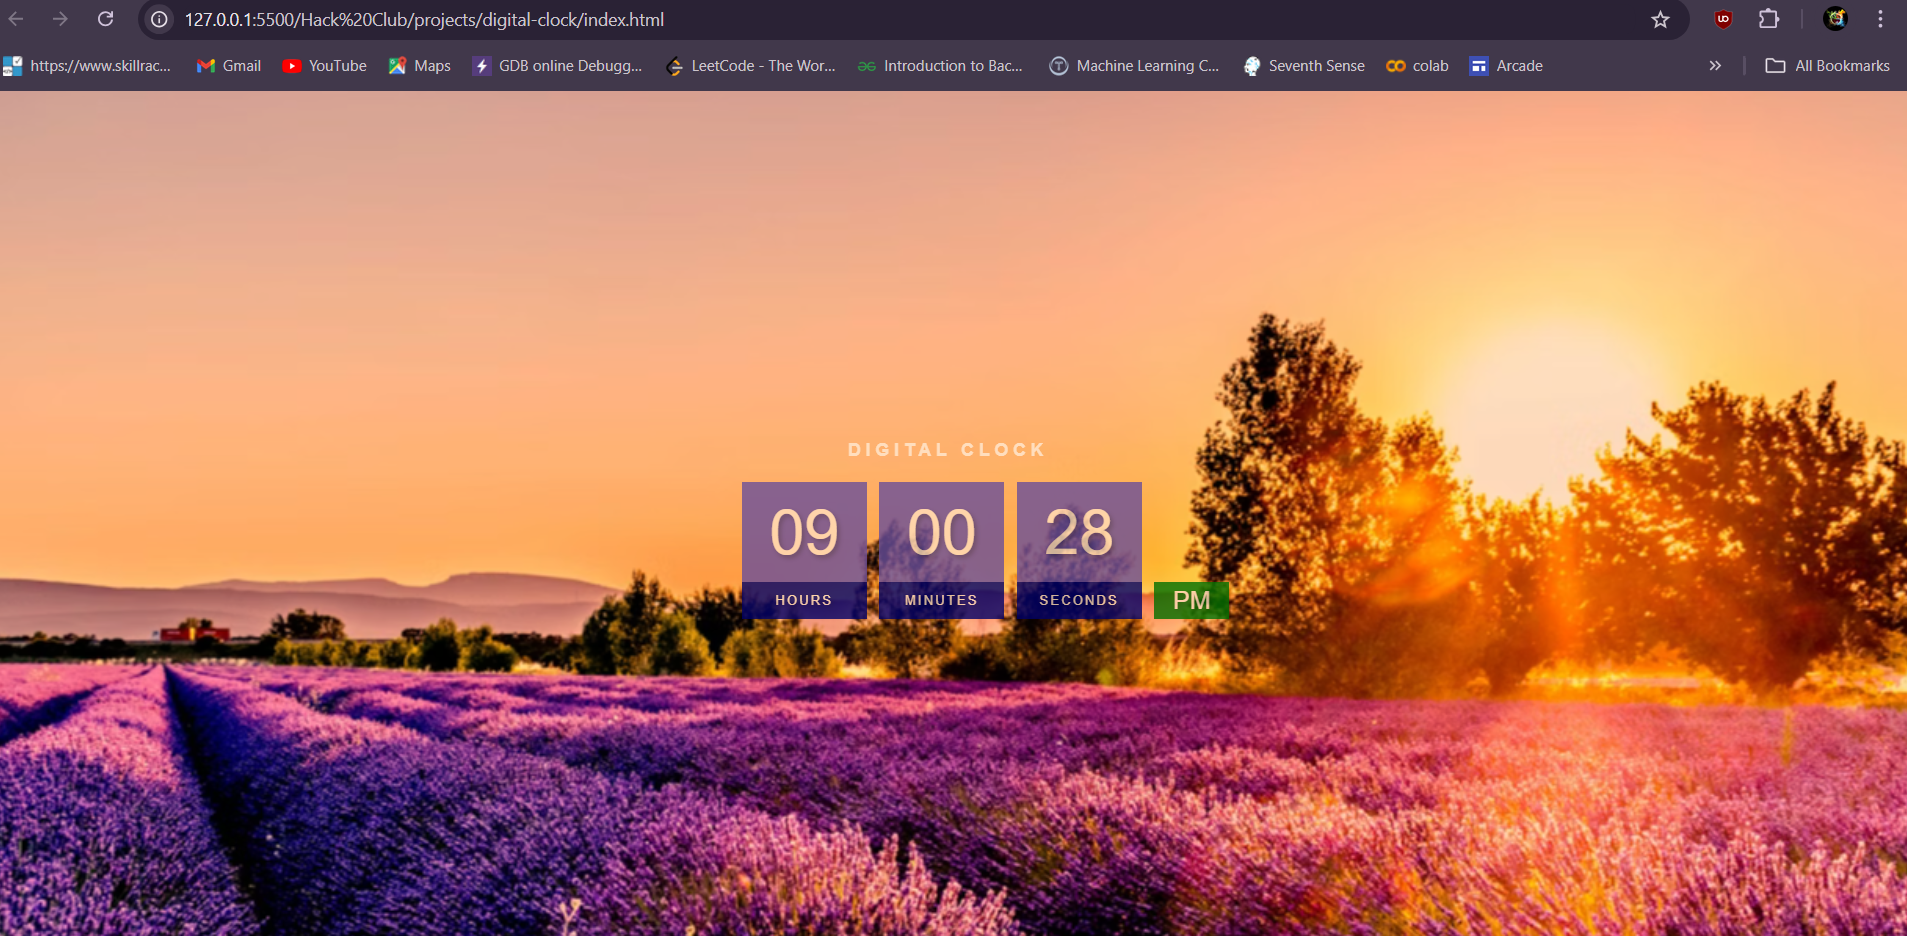 127.0.0.1:5500/Hack%20Club/projects/digital-clock/index.html
https://www.skillrac... Gmail YouTube Maps GDB online Debugg... LeetCode - The Wor... Introduction to Bac... Machine Learning C... Seventh Sense colab Arcade » All Bookmarks
DIGITAL CLOCK
09 00 28
HOURS MINUTES SECONDS PM